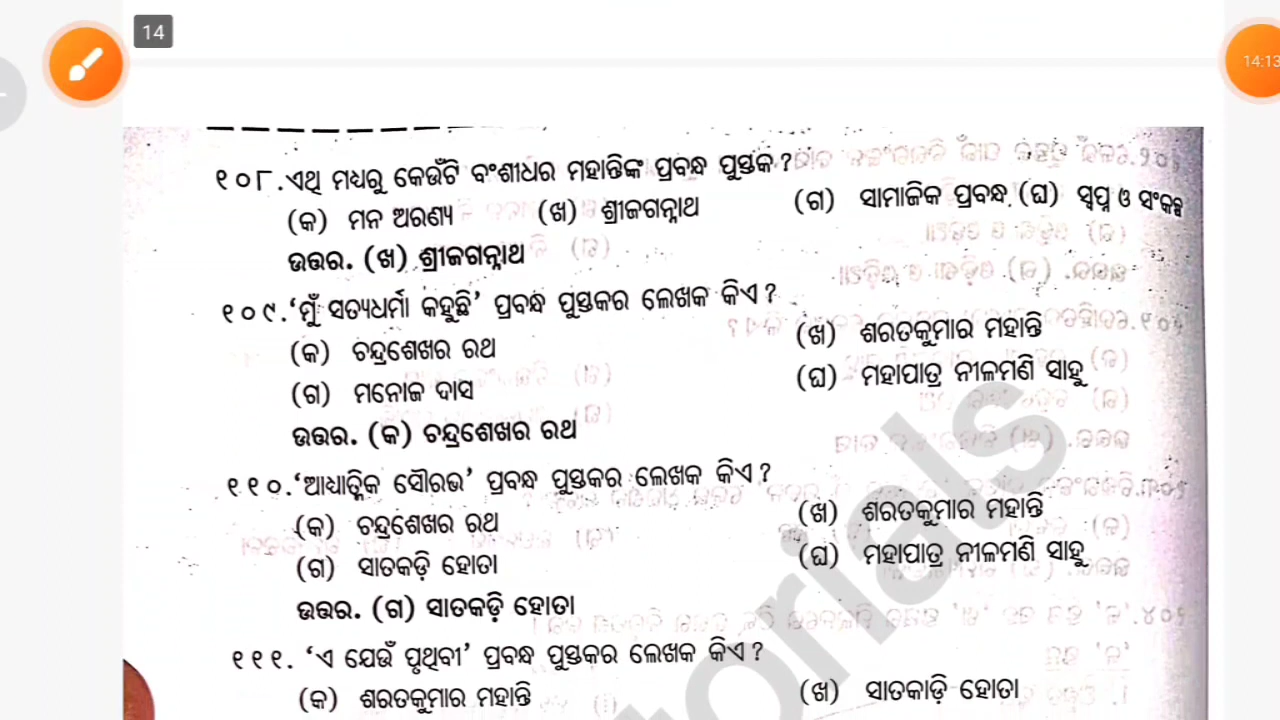 14
14:13
୧୦୮.ଏଥି ମଧ୍ୟରୁ କେଉଁଟି ବଂଶୀଧର ମହାନ୍ତିଙ୍କ ପ୍ରବନ୍ଧ ପୁସ୍ତକ ?
(କ) ମନ ଅରଣ୍ୟ (ଖ) ଶ୍ରୀଜଗନ୍ନାଥ (ଗ) ସାମାଜିକ ପ୍ରବନ୍ଧ (ଘ) ସ୍ୱପ୍ନ ଓ ସଂକଳ୍ପ
ଉତ୍ତର. (ଖ) ଶ୍ରୀଜଗନ୍ନାଥ
୧୦୯.‘ମୁଁ ସତ୍ୟଧର୍ମା କହୁଛି’ ପ୍ରବନ୍ଧ ପୁସ୍ତକର ଲେଖକ କିଏ ?
(କ) ଚନ୍ଦ୍ରଶେଖର ରଥ (ଖ) ଶରତକୁମାର ମହାନ୍ତି
(ଗ) ମନୋଜ ଦାସ (ଘ) ମହାପାତ୍ର ନୀଳମଣି ସାହୁ
ଉତ୍ତର. (କ) ଚନ୍ଦ୍ରଶେଖର ରଥ
୧୧୦.‘ଆଧ୍ୟାତ୍ମିକ ସୌରଭ’ ପ୍ରବନ୍ଧ ପୁସ୍ତକର ଲେଖକ କିଏ ?
(କ) ଚନ୍ଦ୍ରଶେଖର ରଥ (ଖ) ଶରତକୁମାର ମହାନ୍ତି
(ଗ) ସାତକଡ଼ି ହୋତା (ଘ) ମହାପାତ୍ର ନୀଳମଣି ସାହୁ
ଉତ୍ତର. (ଗ) ସାତକଡ଼ି ହୋତା
୧୧୧. ‘ଏ ଯେଉଁ ପୃଥିବୀ’ ପ୍ରବନ୍ଧ ପୁସ୍ତକର ଲେଖକ କିଏ ?
(କ) ଶରତକୁମାର ମହାନ୍ତି (ଖ) ସାତକାଡ଼ି ହୋତା
torials